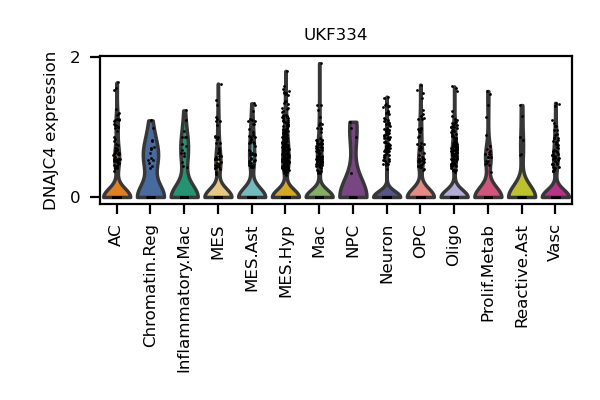 UKF334
DNAJC4 expression
2
0
AC
Chromatin.Reg
Inflammatory.Mac
MES
MES.Ast
MES.Hyp
Mac
NPC
Neuron
OPC
Oligo
Prolif.Metab
Reactive.Ast
Vasc